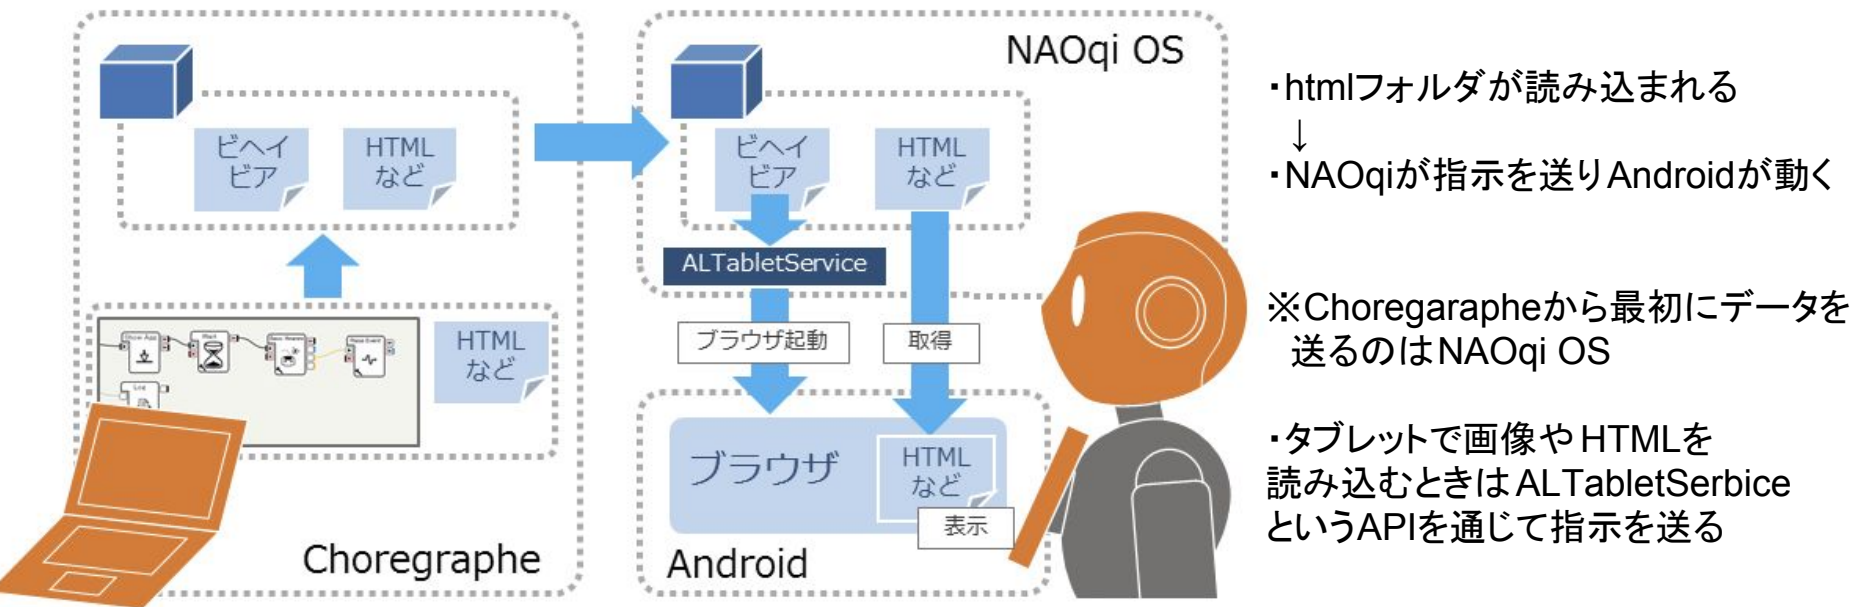 NAOqi OS
ビヘイ
ビア
HTML
など
ビヘイ
ビア
HTML
など
ALTabletService
HTML
など
ブラウザ起動
取得
ブラウザ
HTML
など
表示
Choregraphe
Android
・htmlフォルダが読み込まれる
↓
・NAOqiが指示を送りAndroidが動く
※Choregarapheから最初にデータを
送るのはNAOqi OS
・タブレットで画像やHTMLを
読み込むときはALTabletSerbice
というAPIを通じて指示を送る